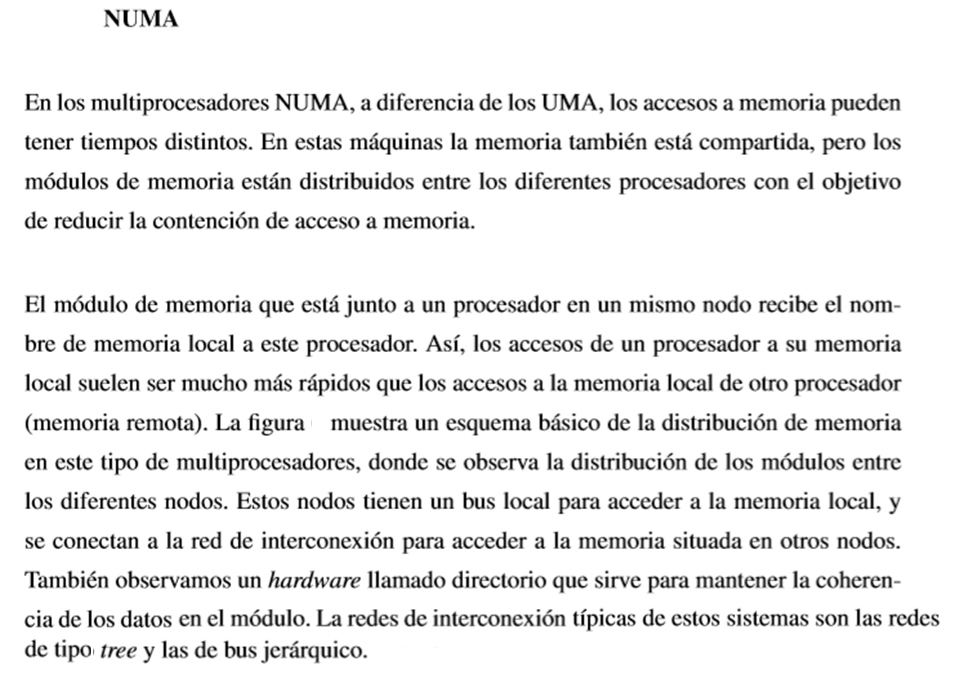 NUMA
En los multiprocesadores NUMA, a diferencia de los UMA, los accesos a memoria pueden
tener tiempos distintos. En estas máquinas la memoria también está compartida, pero los
módulos de memoria están distribuidos entre los diferentes procesadores con el objetivo
de reducir la contención de acceso a memoria.
El módulo de memoria que está junto a un procesador en un mismo nodo recibe el nom-
bre de memoria local a este procesador. Así, los accesos de un procesador a su memoria
local suelen ser mucho más rápidos que los accesos a la memoria local de otro procesador
(memoria remota). La figura muestra un esquema básico de la distribución de memoria
en este tipo de multiprocesadores, donde se observa la distribución de los módulos entre
los diferentes nodos. Estos nodos tienen un bus local para acceder a la memoria local, y
se conectan a la red de interconexión para acceder a la memoria situada en otros nodos.
También observamos un hardware llamado directorio que sirve para mantener la coheren-
cia de los datos en el módulo. La redes de interconexión típicas de estos sistemas son las redes
de tipo tree y las de bus jerárquico.